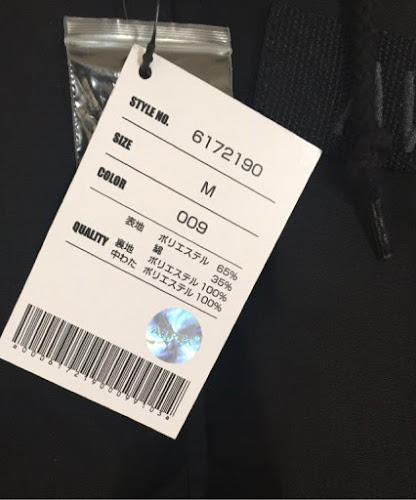 STYLE NO. 6172190
SIZE M
COLOR 009
QUALITY 表地 ポリエステル 65%
綿 35%
裏地 ポリエステル 100%
中わた ポリエステル 100%